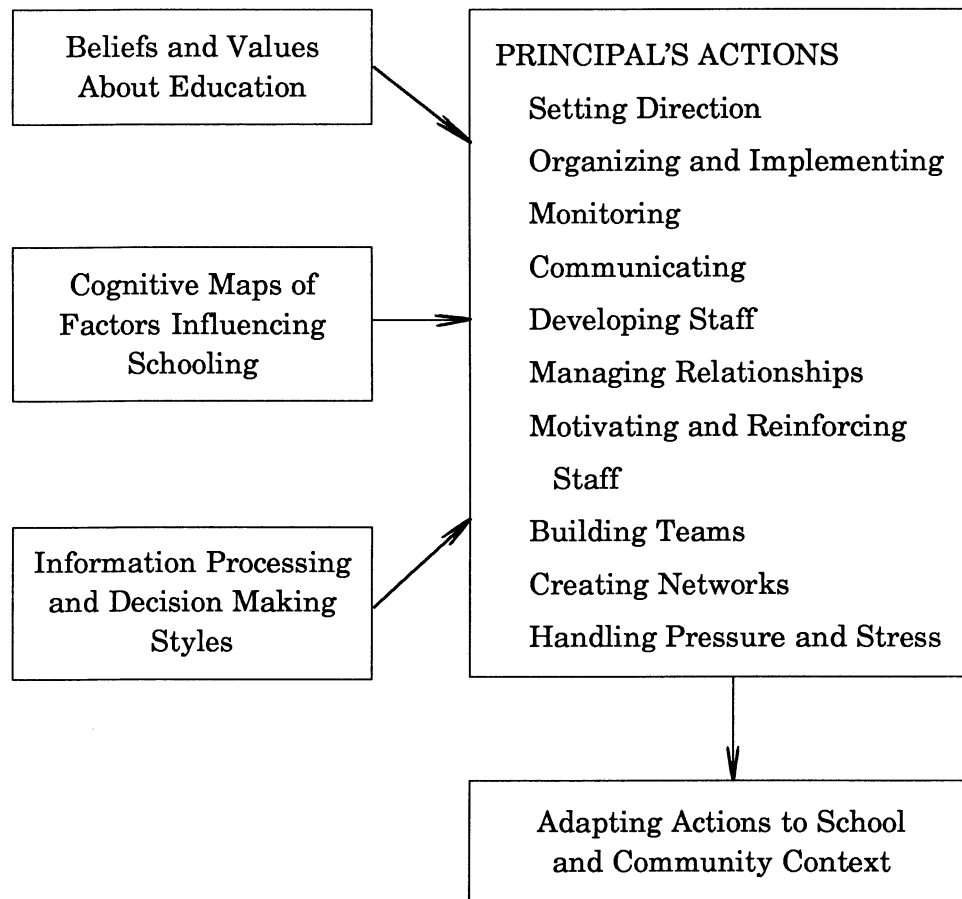 Beliefs and Values
About Education
Cognitive Maps of
Factors Influencing
Schooling
Information Processing
and Decision Making
Styles
PRINCIPAL'S ACTIONS
Setting Direction
Organizing and Implementing
Monitoring
Communicating
Developing Staff
Managing Relationships
Motivating and Reinforcing
Staff
Building Teams
Creating Networks
Handling Pressure and Stress
Adapting Actions to School
and Community Context